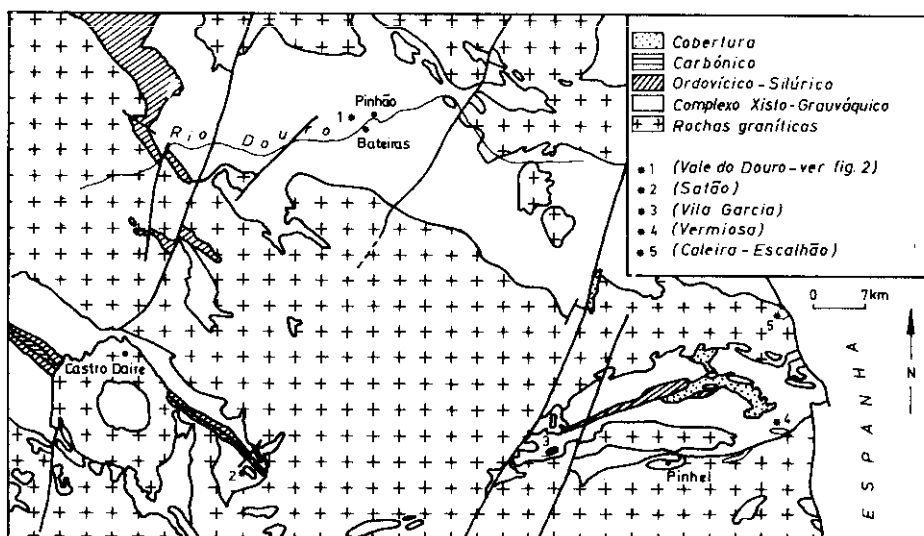 Cobertura
Carbónico
Ordovícico-Silúrico
Complexo Xisto-Grauváquico
Rochas graníticas
1 (Vale do Douro-ver fig. 2)
2 (Satão)
3 (Vila Garcia)
4 (Vermiosa)
5 (Caleira-Escalhão)
0 7km
N
Pinhão
1
Rio Douro
Bateiras
5
Castro Daire
ESPANHA
4
3
2
Pinhel